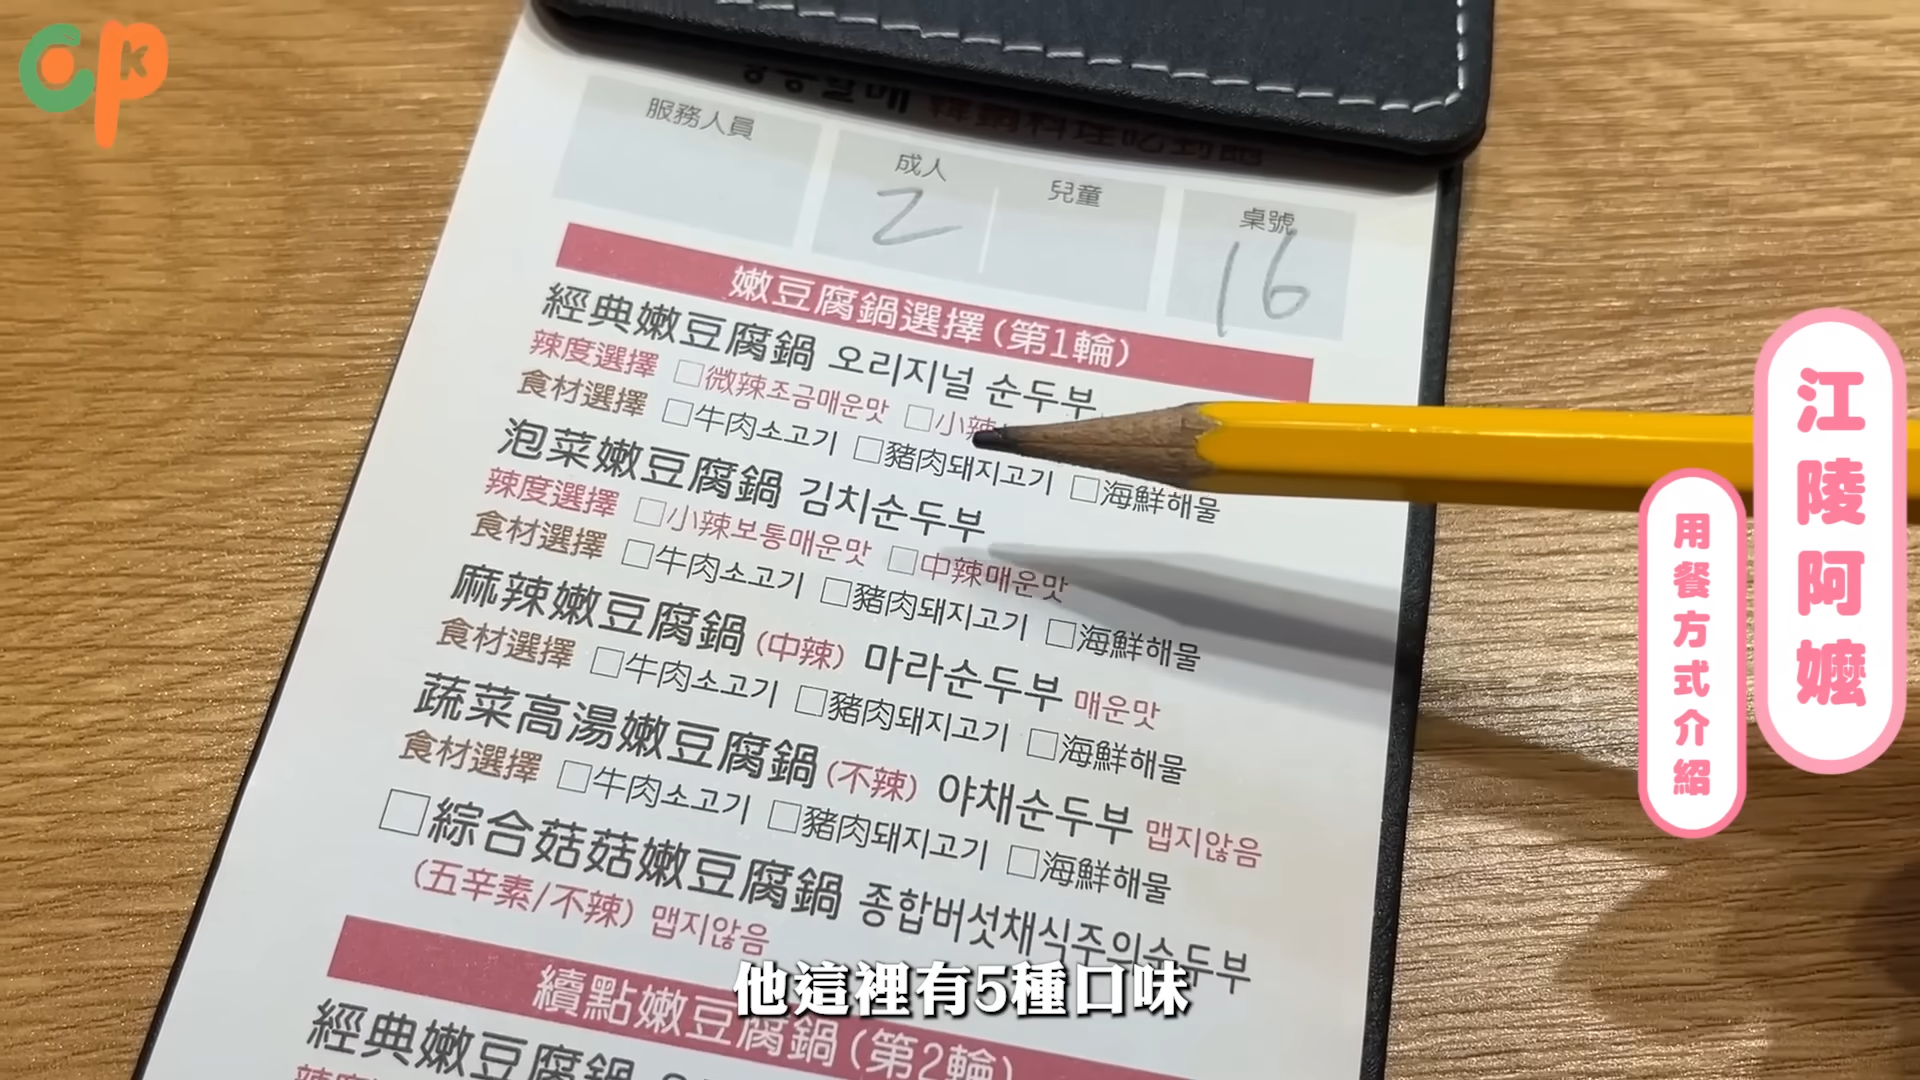 CPK
服務人員
成人
兒童
桌號
2
16
嫩豆腐鍋選擇(第1輪)
經典嫩豆腐鍋 오리지널 순두부
辣度選擇 □微辣조금매운맛 □小辣
食材選擇 □牛肉소고기 □豬肉돼지고기 □海鮮해물
泡菜嫩豆腐鍋 김치순두부
辣度選擇 □小辣보통매운맛 □中辣매운맛
食材選擇 □牛肉소고기 □豬肉돼지고기 □海鮮해물
麻辣嫩豆腐鍋(中辣) 마라순두부 매운맛
食材選擇 □牛肉소고기 □豬肉돼지고기 □海鮮해물
蔬菜高湯嫩豆腐鍋(不辣) 야채순두부 맵지않음
食材選擇 □牛肉소고기 □豬肉돼지고기 □海鮮해물
□綜合菇菇嫩豆腐鍋 종합버섯채식주의순두부
(五辛素/不辣) 맵지않음
續點嫩豆腐鍋(第2輪)
經典嫩豆腐鍋
他這裡有5種口味
江陵阿嬤
用餐方式介紹